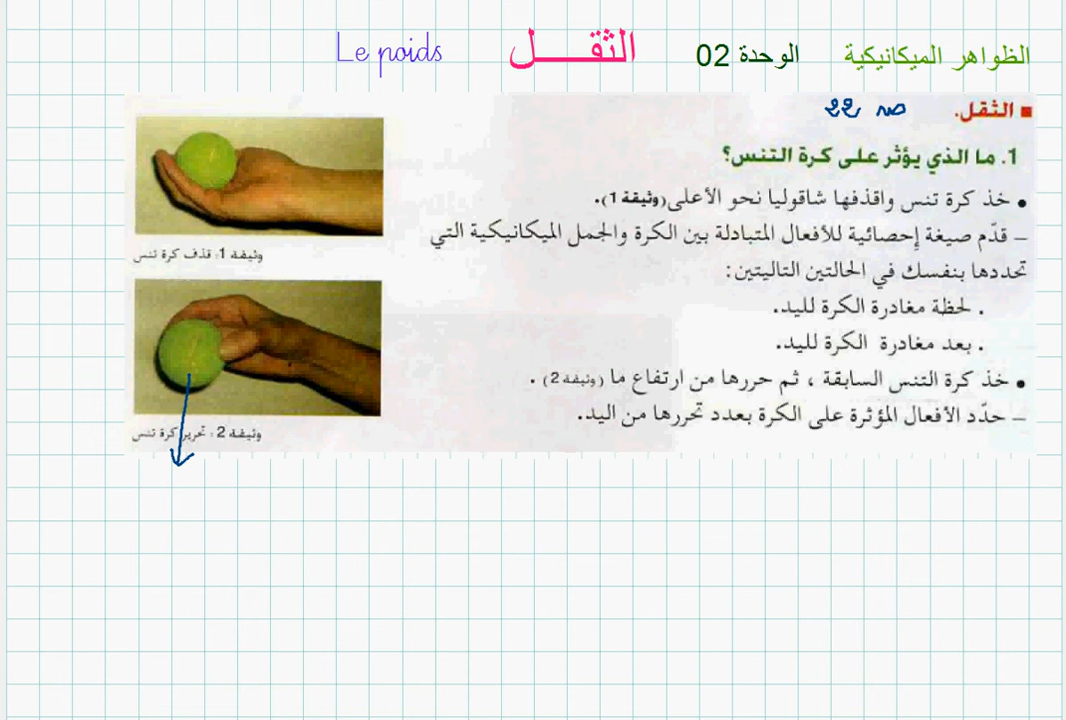 الظواهر الميكانيكية الوحدة 02 الثقـــل Le poids
■ الثقل. ص 22
1. ما الذي يؤثر على كرة التنس؟
• خذ كرة تنس واقذفها شاقوليا نحو الأعلى (وثيقة 1).
– قدّم صيغة إحصائية للأفعال المتبادلة بين الكرة والجمل الميكانيكية التي
تحددها بنفسك في الحالتين التاليتين:
. لحظة مغادرة الكرة لليد.
. بعد مغادرة الكرة لليد.
• خذ كرة التنس السابقة ، ثم حررها من ارتفاع ما (وثيقة 2) .
– حدّد الأفعال المؤثرة على الكرة بعدد تحررها من اليد.
وثيقة 1: قذف كرة تنس
وثيقة 2: تحرير كرة تنس